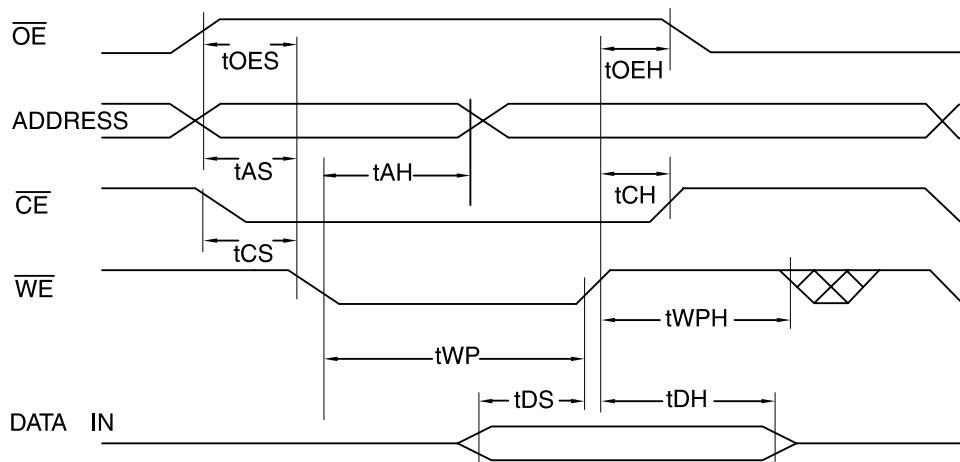 OE
tOES
tOEH
ADDRESS
tAS
tAH
tCH
CE
tCS
WE
tWPH
tWP
tDS
tDH
DATA IN